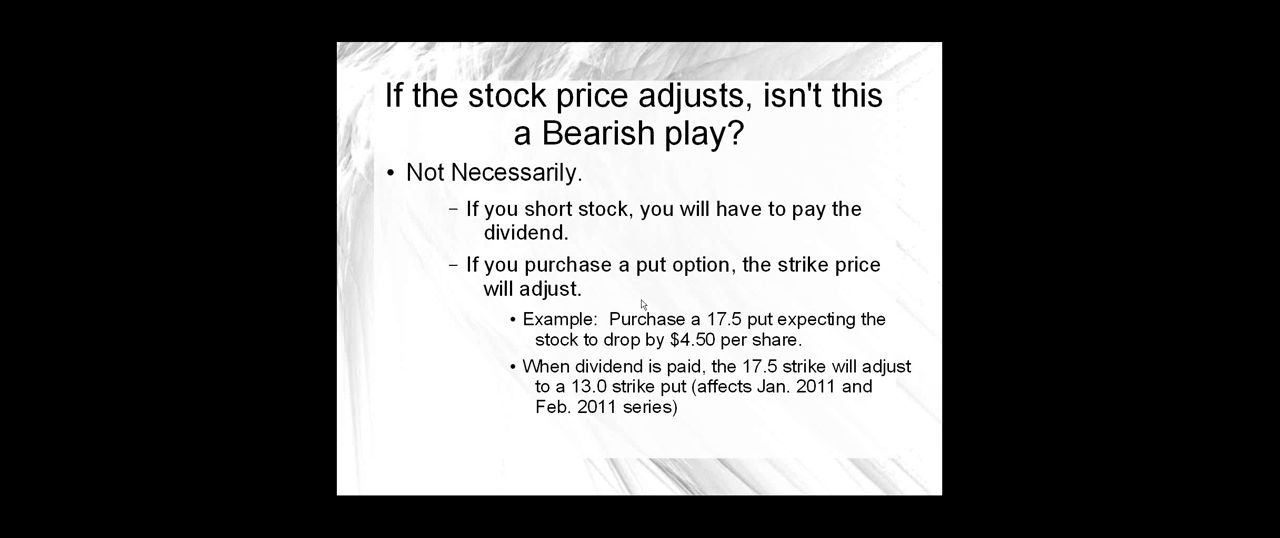 If the stock price adjusts, isn't this
a Bearish play?
• Not Necessarily.
– If you short stock, you will have to pay the
dividend.
– If you purchase a put option, the strike price
will adjust.
• Example:  Purchase a 17.5 put expecting the
stock to drop by $4.50 per share.
• When dividend is paid, the 17.5 strike will adjust
to a 13.0 strike put (affects Jan. 2011 and
Feb. 2011 series)